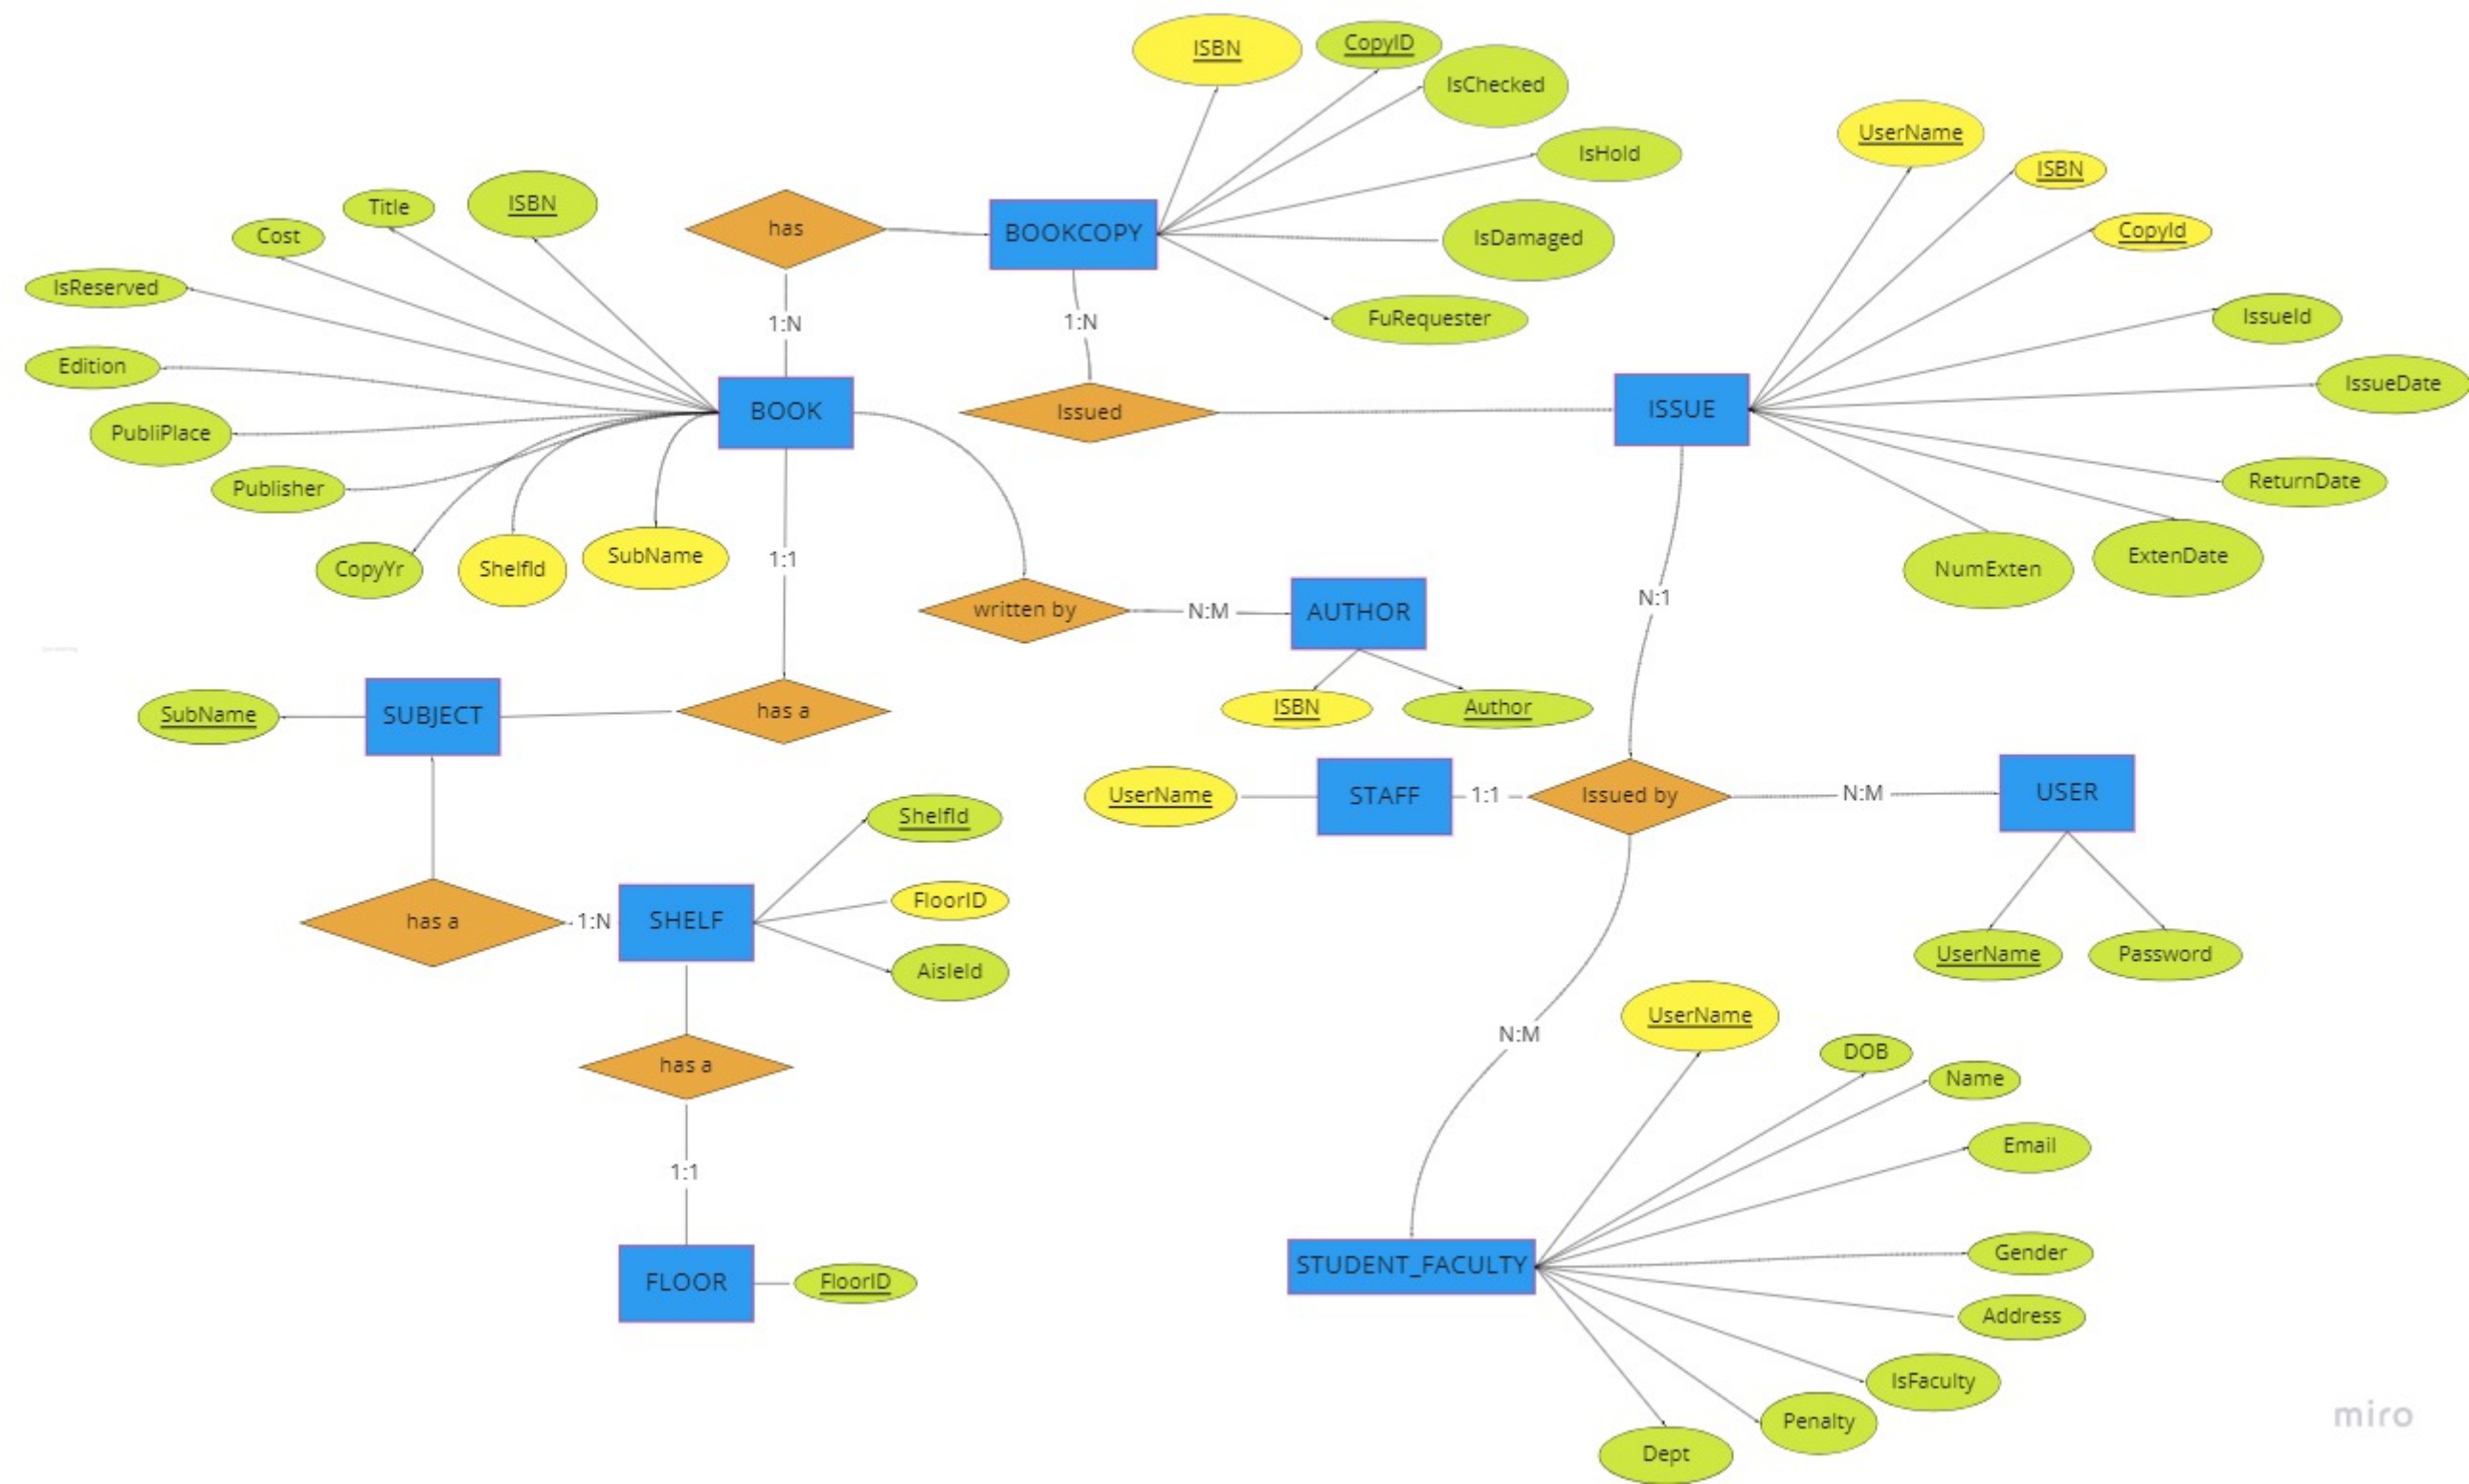 ISBN
CopyID
IsChecked
IsHold
IsDamaged
FuRequester
UserName
ISBN
CopyId
IssueId
IssueDate
ReturnDate
ExtenDate
NumExten
ISBN
Title
Cost
IsReserved
Edition
PubliPlace
Publisher
CopyYr
ShelfId
SubName
has
BOOKCOPY
1:N
1:N
BOOK
Issued
ISSUE
1:1
N:1
written by
N:M
AUTHOR
ISBN
Author
SubName
SUBJECT
has a
UserName
STAFF
1:1
Issued by
N:M
USER
UserName
Password
ShelfId
FloorID
AisleId
has a
1:N
SHELF
has a
1:1
FLOOR
FloorID
N:M
UserName
DOB
Name
Email
Gender
Address
IsFaculty
Penalty
Dept
STUDENT_FACULTY
miro